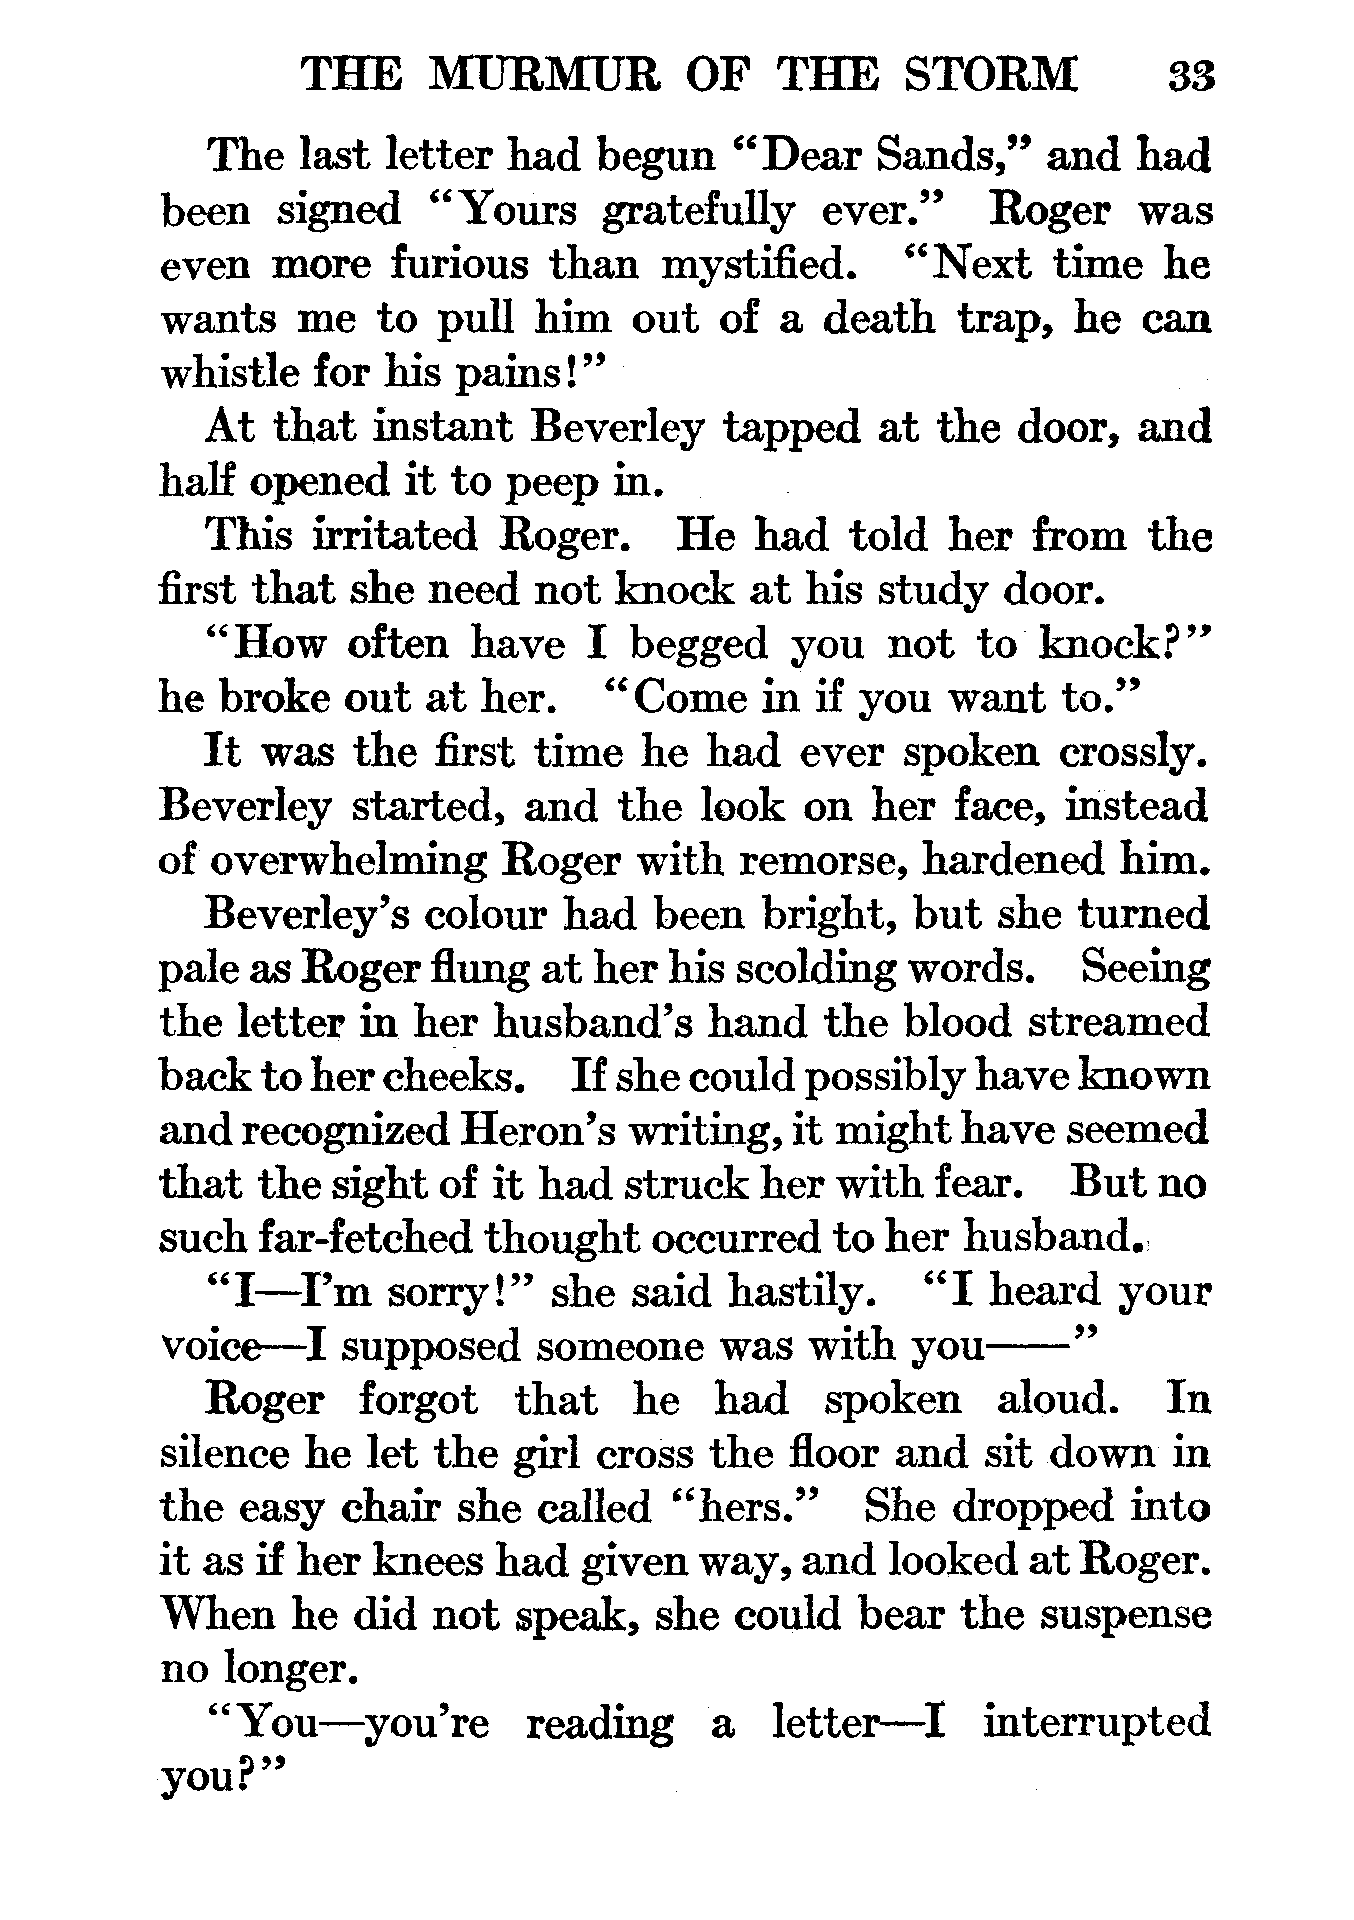 THE MURMUR OF THE STORM 33
The last letter had begun “Dear Sands,” and had
been signed “Yours gratefully ever.” Roger was
even more furious than mystified. “Next time he
wants me to pull him out of a death trap, he can
whistle for his pains!”
At that instant Beverley tapped at the door, and
half opened it to peep in.
This irritated Roger. He had told her from the
first that she need not knock at his study door.
“How often have I begged you not to knock?”
he broke out at her. “Come in if you want to.”
It was the first time he had ever spoken crossly.
Beverley started, and the look on her face, instead
of overwhelming Roger with remorse, hardened him.
Beverley’s colour had been bright, but she turned
pale as Roger flung at her his scolding words. Seeing
the letter in her husband’s hand the blood streamed
back to her cheeks. If she could possibly have known
and recognized Heron’s writing, it might have seemed
that the sight of it had struck her with fear. But no
such far-fetched thought occurred to her husband.
“I—I’m sorry!” she said hastily. “I heard your
voice—I supposed someone was with you——”
Roger forgot that he had spoken aloud. In
silence he let the girl cross the floor and sit down in
the easy chair she called “hers.” She dropped into
it as if her knees had given way, and looked at Roger.
When he did not speak, she could bear the suspense
no longer.
“You—you’re reading a letter—I interrupted
you?”